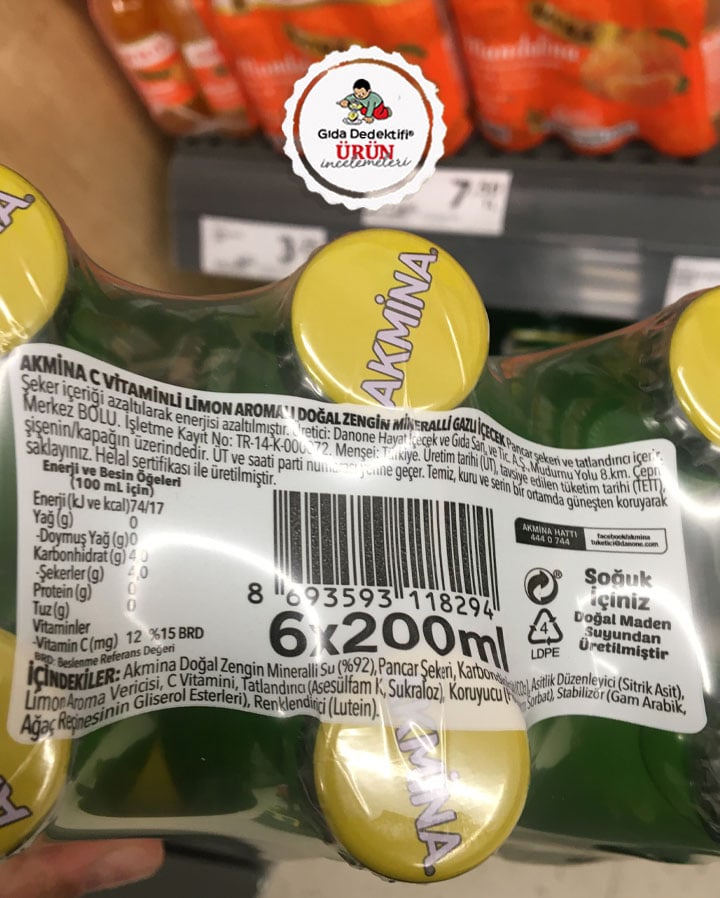 Gıda Dedektifi®
ÜRÜN
incelemeleri
7
3
AKMİNA
AKMİNA C VİTAMİNLİ LİMON AROMALI DOĞAL ZENGİN MİNERALLİ GAZLI İÇECEK Pancar şekeri ve tatlandırıcı içerir.
Şeker içeriği azaltılarak enerjisi azaltılmıştır. Üretici: Danone Hayat İçecek ve Gıda San. ve Tic. A.Ş., Mudurnu Yolu 8.km. Çepni
Merkez BOLU. İşletme Kayıt No: TR-14-K-000 Menşei: Türkiye. Üretim tarihi (ÜT), tavsiye edilen tüketim tarihi (TETT),
şişenin/kapağın üzerindedir. ÜT ve saati parti numarası yerine geçer. Temiz, kuru ve serin bir ortamda güneşten koruyarak
saklayınız. Helal sertifikası ile üretilmiştir.
Enerji ve Besin Öğeleri
(100 mL için)
Enerji (kJ ve kcal) 74/17
Yağ (g) 0
-Doymuş Yağ (g) 0
Karbonhidrat (g) 4,0
-Şekerler (g) 4,0
Protein (g) 0
Tuz (g) 0
Vitaminler
-Vitamin C (mg) 12 %15 BRD
BRD: Beslenme Referans Değeri
8 693593 118294
6x200ml
AKMİNA HATTI
444 0 744
facebook/akmina
tuketici@danone.com
4
LDPE
Soğuk
İçiniz
Doğal Maden
Suyundan
Üretilmiştir
İÇİNDEKİLER: Akmina Doğal Zengin Mineralli Su (%92), Pancar Şekeri, Asitlik Düzenleyici (Sitrik Asit),
Limon Aroma Vericisi, C Vitamini, Tatlandırıcı (Asesülfam K, Sukraloz), Koruyucu Stabilizör (Gam Arabik,
Ağaç Reçinesinin Gliserol Esterleri), Renklendirici (Lutein).
AKMİNA